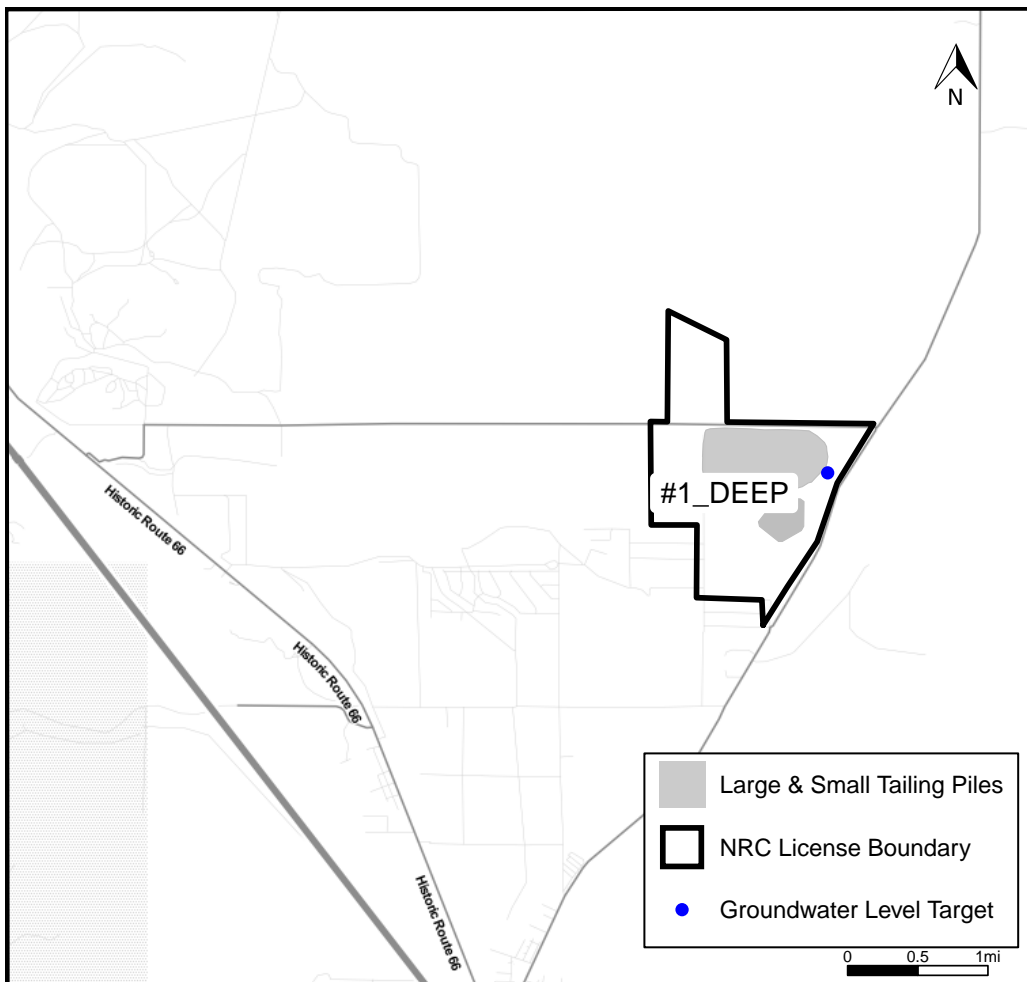 N
#1_DEEP
Historic Route 66
Historic Route 66
Historic Route 66
Large & Small Tailing Piles
NRC License Boundary
Groundwater Level Target
0 0.5 1mi